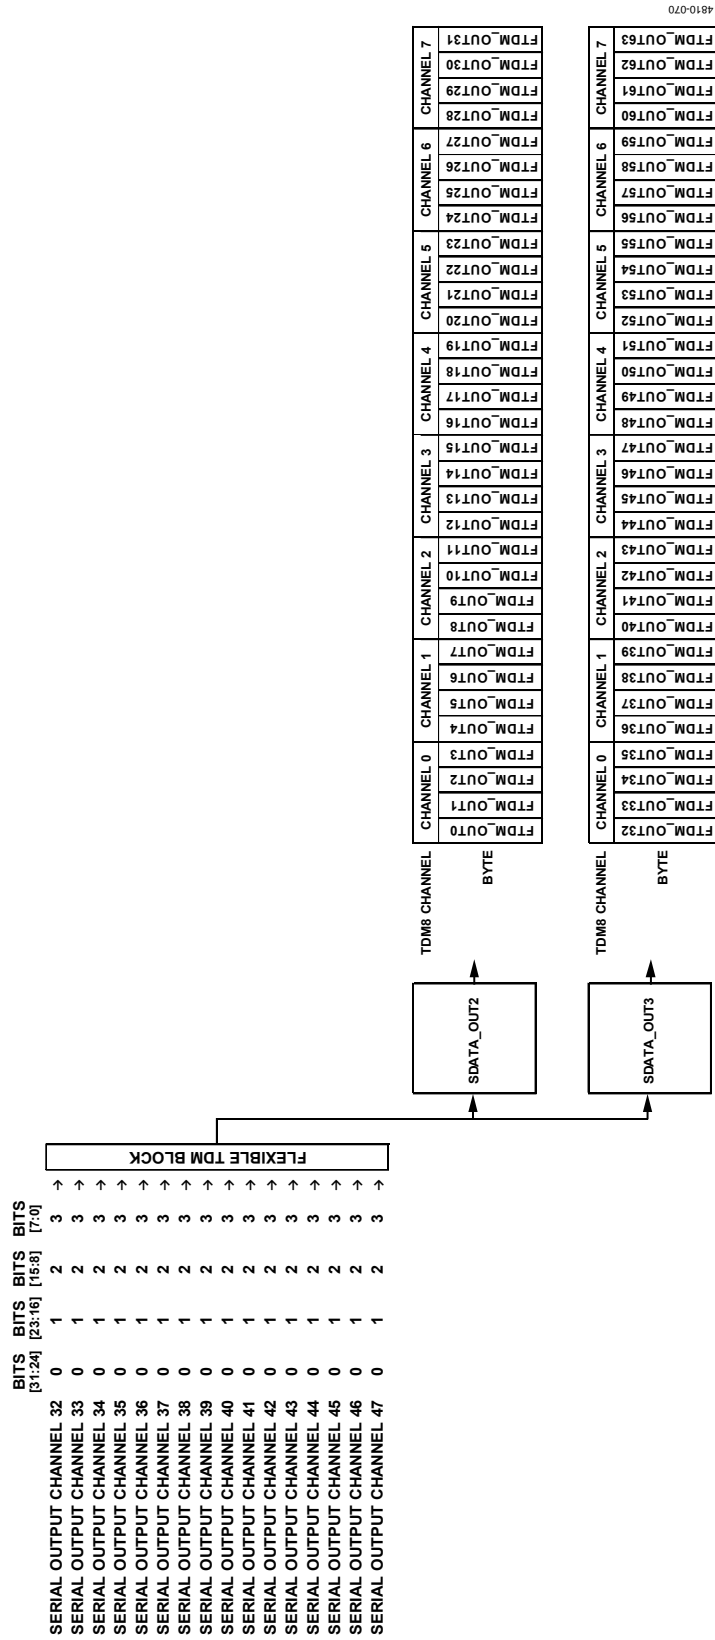 BITS BITS BITS BITS
[31:24] [23:16] [15:8] [7:0]
SERIAL OUTPUT CHANNEL 32 0 1 2 3 →
SERIAL OUTPUT CHANNEL 33 0 1 2 3 →
SERIAL OUTPUT CHANNEL 34 0 1 2 3 →
SERIAL OUTPUT CHANNEL 35 0 1 2 3 →
SERIAL OUTPUT CHANNEL 36 0 1 2 3 →
SERIAL OUTPUT CHANNEL 37 0 1 2 3 →
SERIAL OUTPUT CHANNEL 38 0 1 2 3 →
SERIAL OUTPUT CHANNEL 39 0 1 2 3 →
SERIAL OUTPUT CHANNEL 40 0 1 2 3 →
SERIAL OUTPUT CHANNEL 41 0 1 2 3 →
SERIAL OUTPUT CHANNEL 42 0 1 2 3 →
SERIAL OUTPUT CHANNEL 43 0 1 2 3 →
SERIAL OUTPUT CHANNEL 44 0 1 2 3 →
SERIAL OUTPUT CHANNEL 45 0 1 2 3 →
SERIAL OUTPUT CHANNEL 46 0 1 2 3 →
SERIAL OUTPUT CHANNEL 47 0 1 2 3 →
FLEXIBLE TDM BLOCK
SDATA_OUT2
TDM8 CHANNEL
CHANNEL 0
CHANNEL 1
CHANNEL 2
CHANNEL 3
CHANNEL 4
CHANNEL 5
CHANNEL 6
CHANNEL 7
BYTE
FTDM_OUT0
FTDM_OUT1
FTDM_OUT2
FTDM_OUT3
FTDM_OUT4
FTDM_OUT5
FTDM_OUT6
FTDM_OUT7
FTDM_OUT8
FTDM_OUT9
FTDM_OUT10
FTDM_OUT11
FTDM_OUT12
FTDM_OUT13
FTDM_OUT14
FTDM_OUT15
FTDM_OUT16
FTDM_OUT17
FTDM_OUT18
FTDM_OUT19
FTDM_OUT20
FTDM_OUT21
FTDM_OUT22
FTDM_OUT23
FTDM_OUT24
FTDM_OUT25
FTDM_OUT26
FTDM_OUT27
FTDM_OUT28
FTDM_OUT29
FTDM_OUT30
FTDM_OUT31
SDATA_OUT3
TDM8 CHANNEL
CHANNEL 0
CHANNEL 1
CHANNEL 2
CHANNEL 3
CHANNEL 4
CHANNEL 5
CHANNEL 6
CHANNEL 7
BYTE
FTDM_OUT32
FTDM_OUT33
FTDM_OUT34
FTDM_OUT35
FTDM_OUT36
FTDM_OUT37
FTDM_OUT38
FTDM_OUT39
FTDM_OUT40
FTDM_OUT41
FTDM_OUT42
FTDM_OUT43
FTDM_OUT44
FTDM_OUT45
FTDM_OUT46
FTDM_OUT47
FTDM_OUT48
FTDM_OUT49
FTDM_OUT50
FTDM_OUT51
FTDM_OUT52
FTDM_OUT53
FTDM_OUT54
FTDM_OUT55
FTDM_OUT56
FTDM_OUT57
FTDM_OUT58
FTDM_OUT59
FTDM_OUT60
FTDM_OUT61
FTDM_OUT62
FTDM_OUT63
4810-070